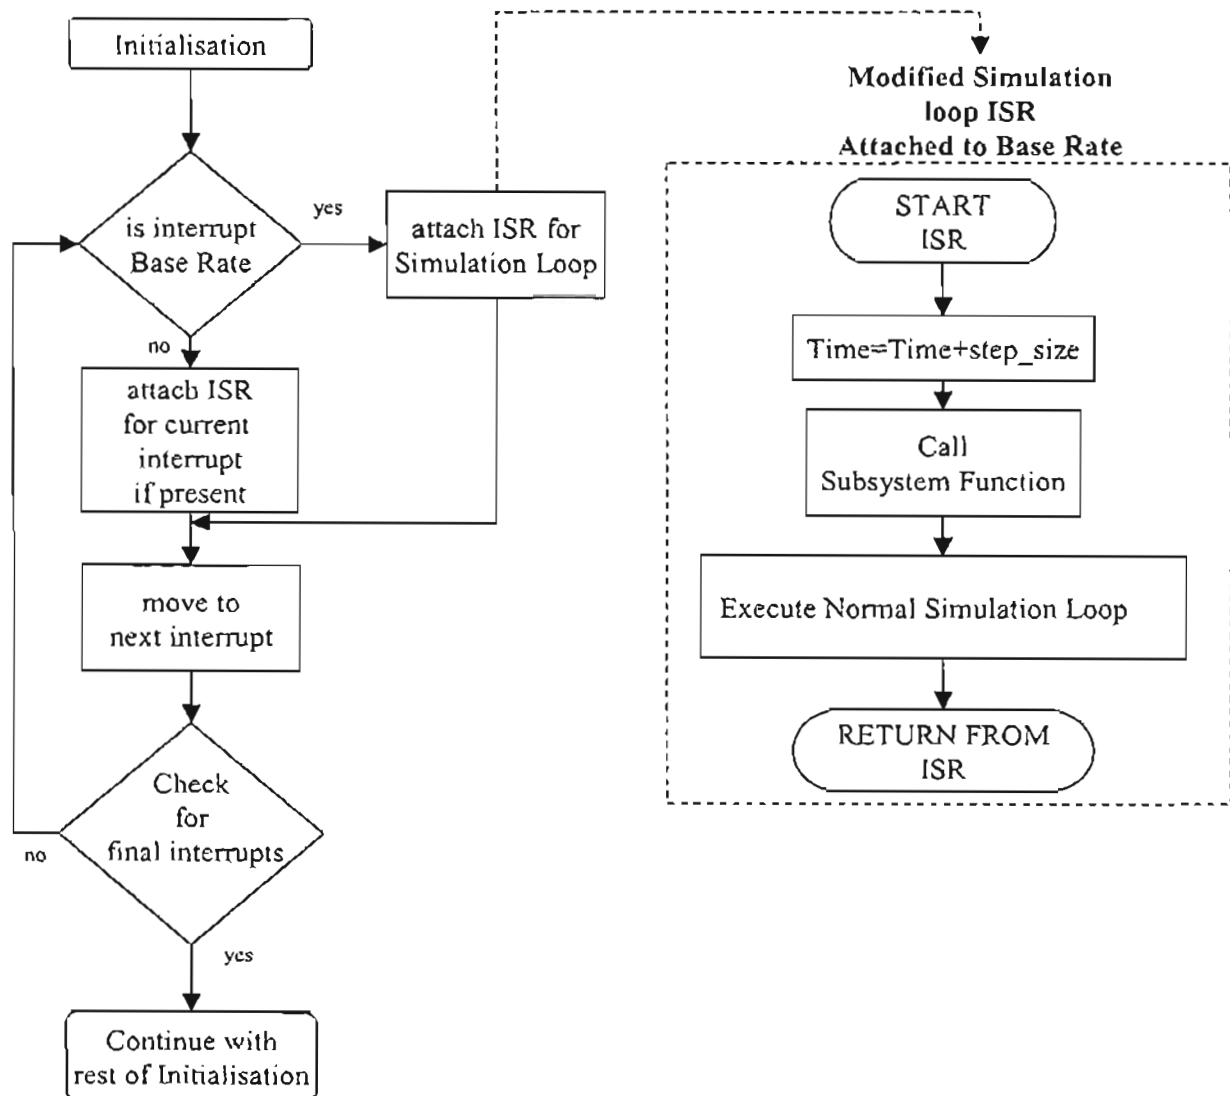 Initialisation
is interrupt
Base Rate
yes
attach ISR for
Simulation Loop
no
attach ISR
for current
interrupt
if present
move to
next interrupt
Check
for
final interrupts
no
yes
Continue with
rest of Initialisation
Modified Simulation
loop ISR
Attached to Base Rate
START
ISR
Time=Time+step_size
Call
Subsystem Function
Execute Normal Simulation Loop
RETURN FROM
ISR